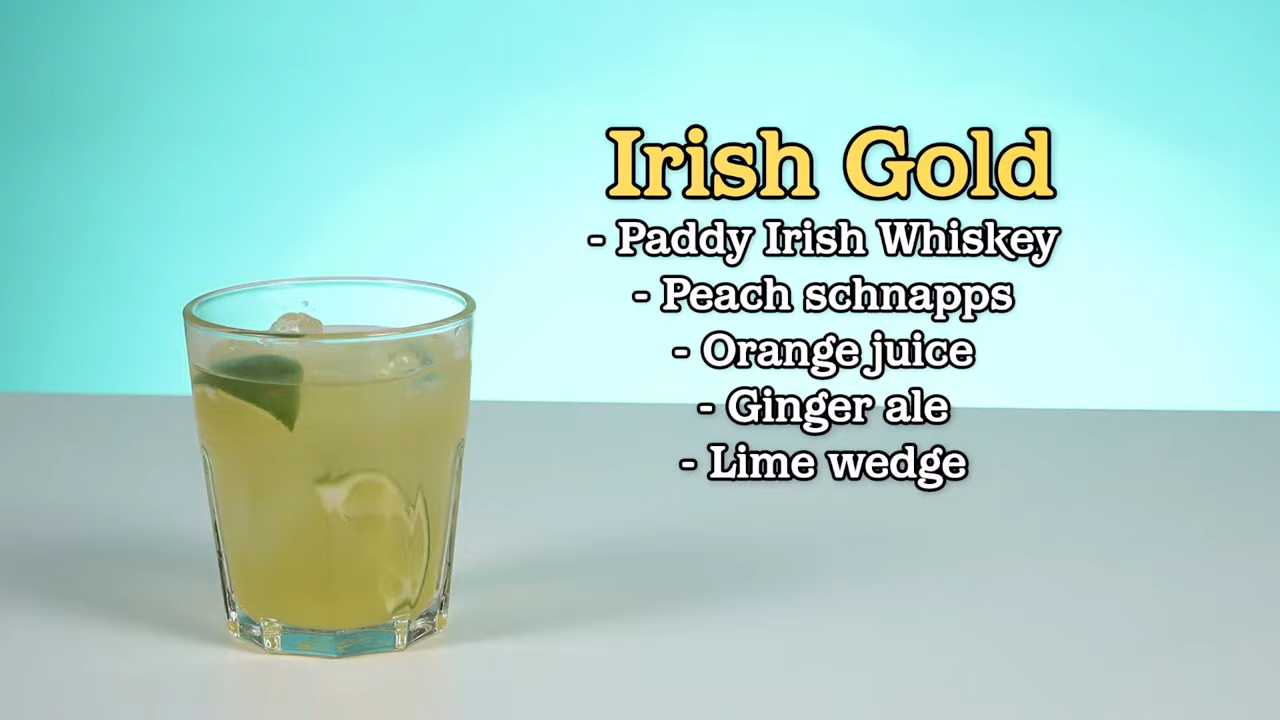 Irish Gold
- Paddy Irish Whiskey
- Peach schnapps
- Orange juice
- Ginger ale
- Lime wedge